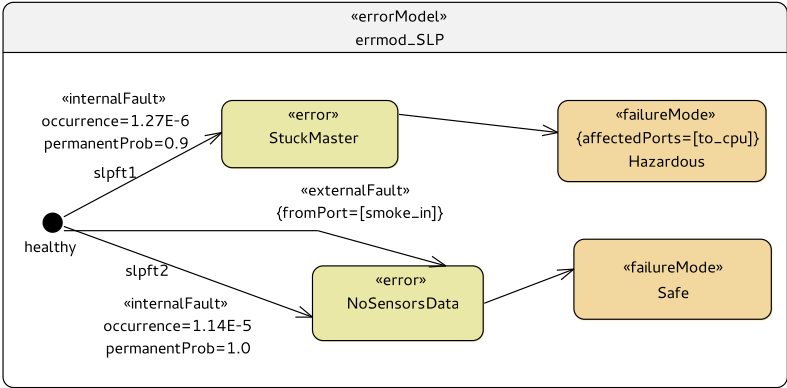 «errorModel»
errmod_SLP
«internalFault»
occurrence=1.27E-6
permanentProb=0.9
slpft1
«error»
StuckMaster
«failureMode»
{affectedPorts=[to_cpu]}
Hazardous
«externalFault»
{fromPort=[smoke_in]}
healthy
slpft2
«internalFault»
occurrence=1.14E-5
permanentProb=1.0
«error»
NoSensorsData
«failureMode»
Safe